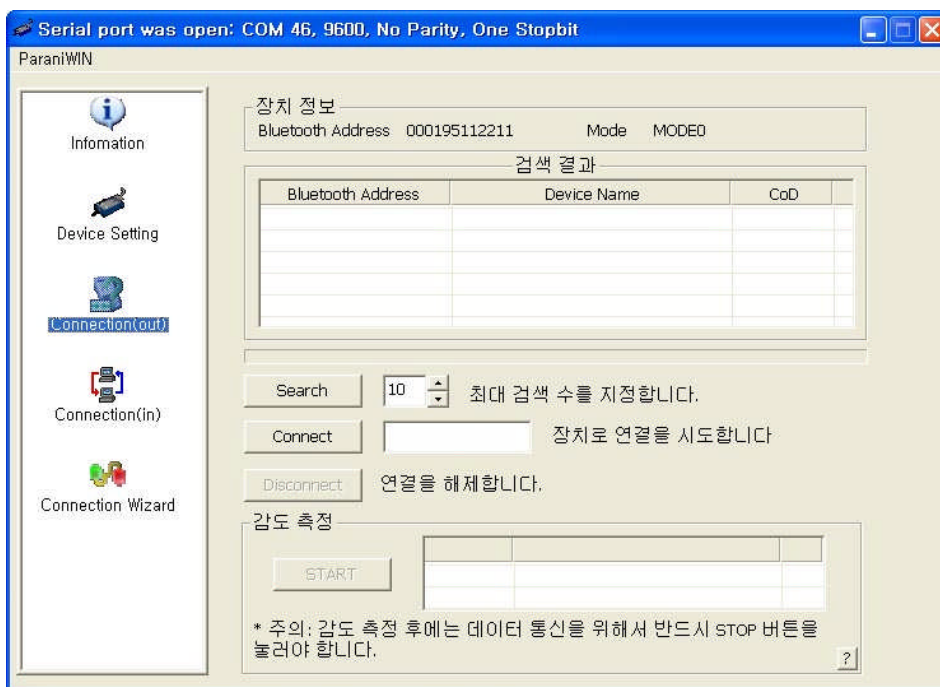 Serial port was open: COM 46, 9600, No Parity, One Stopbit
ParaniWIN
Infomation
Device Setting
Connection(out)
Connection(in)
Connection Wizard
장치 정보
Bluetooth Address 000195112211 Mode MODE0
검색 결과
Bluetooth Address Device Name CoD
Search 10 최대 검색 수를 지정합니다.
Connect 장치로 연결을 시도합니다
Disconnect 연결을 해제합니다.
감도 측정
START
* 주의: 감도 측정 후에는 데이터 통신을 위해서 반드시 STOP 버튼을
눌러야 합니다.
?